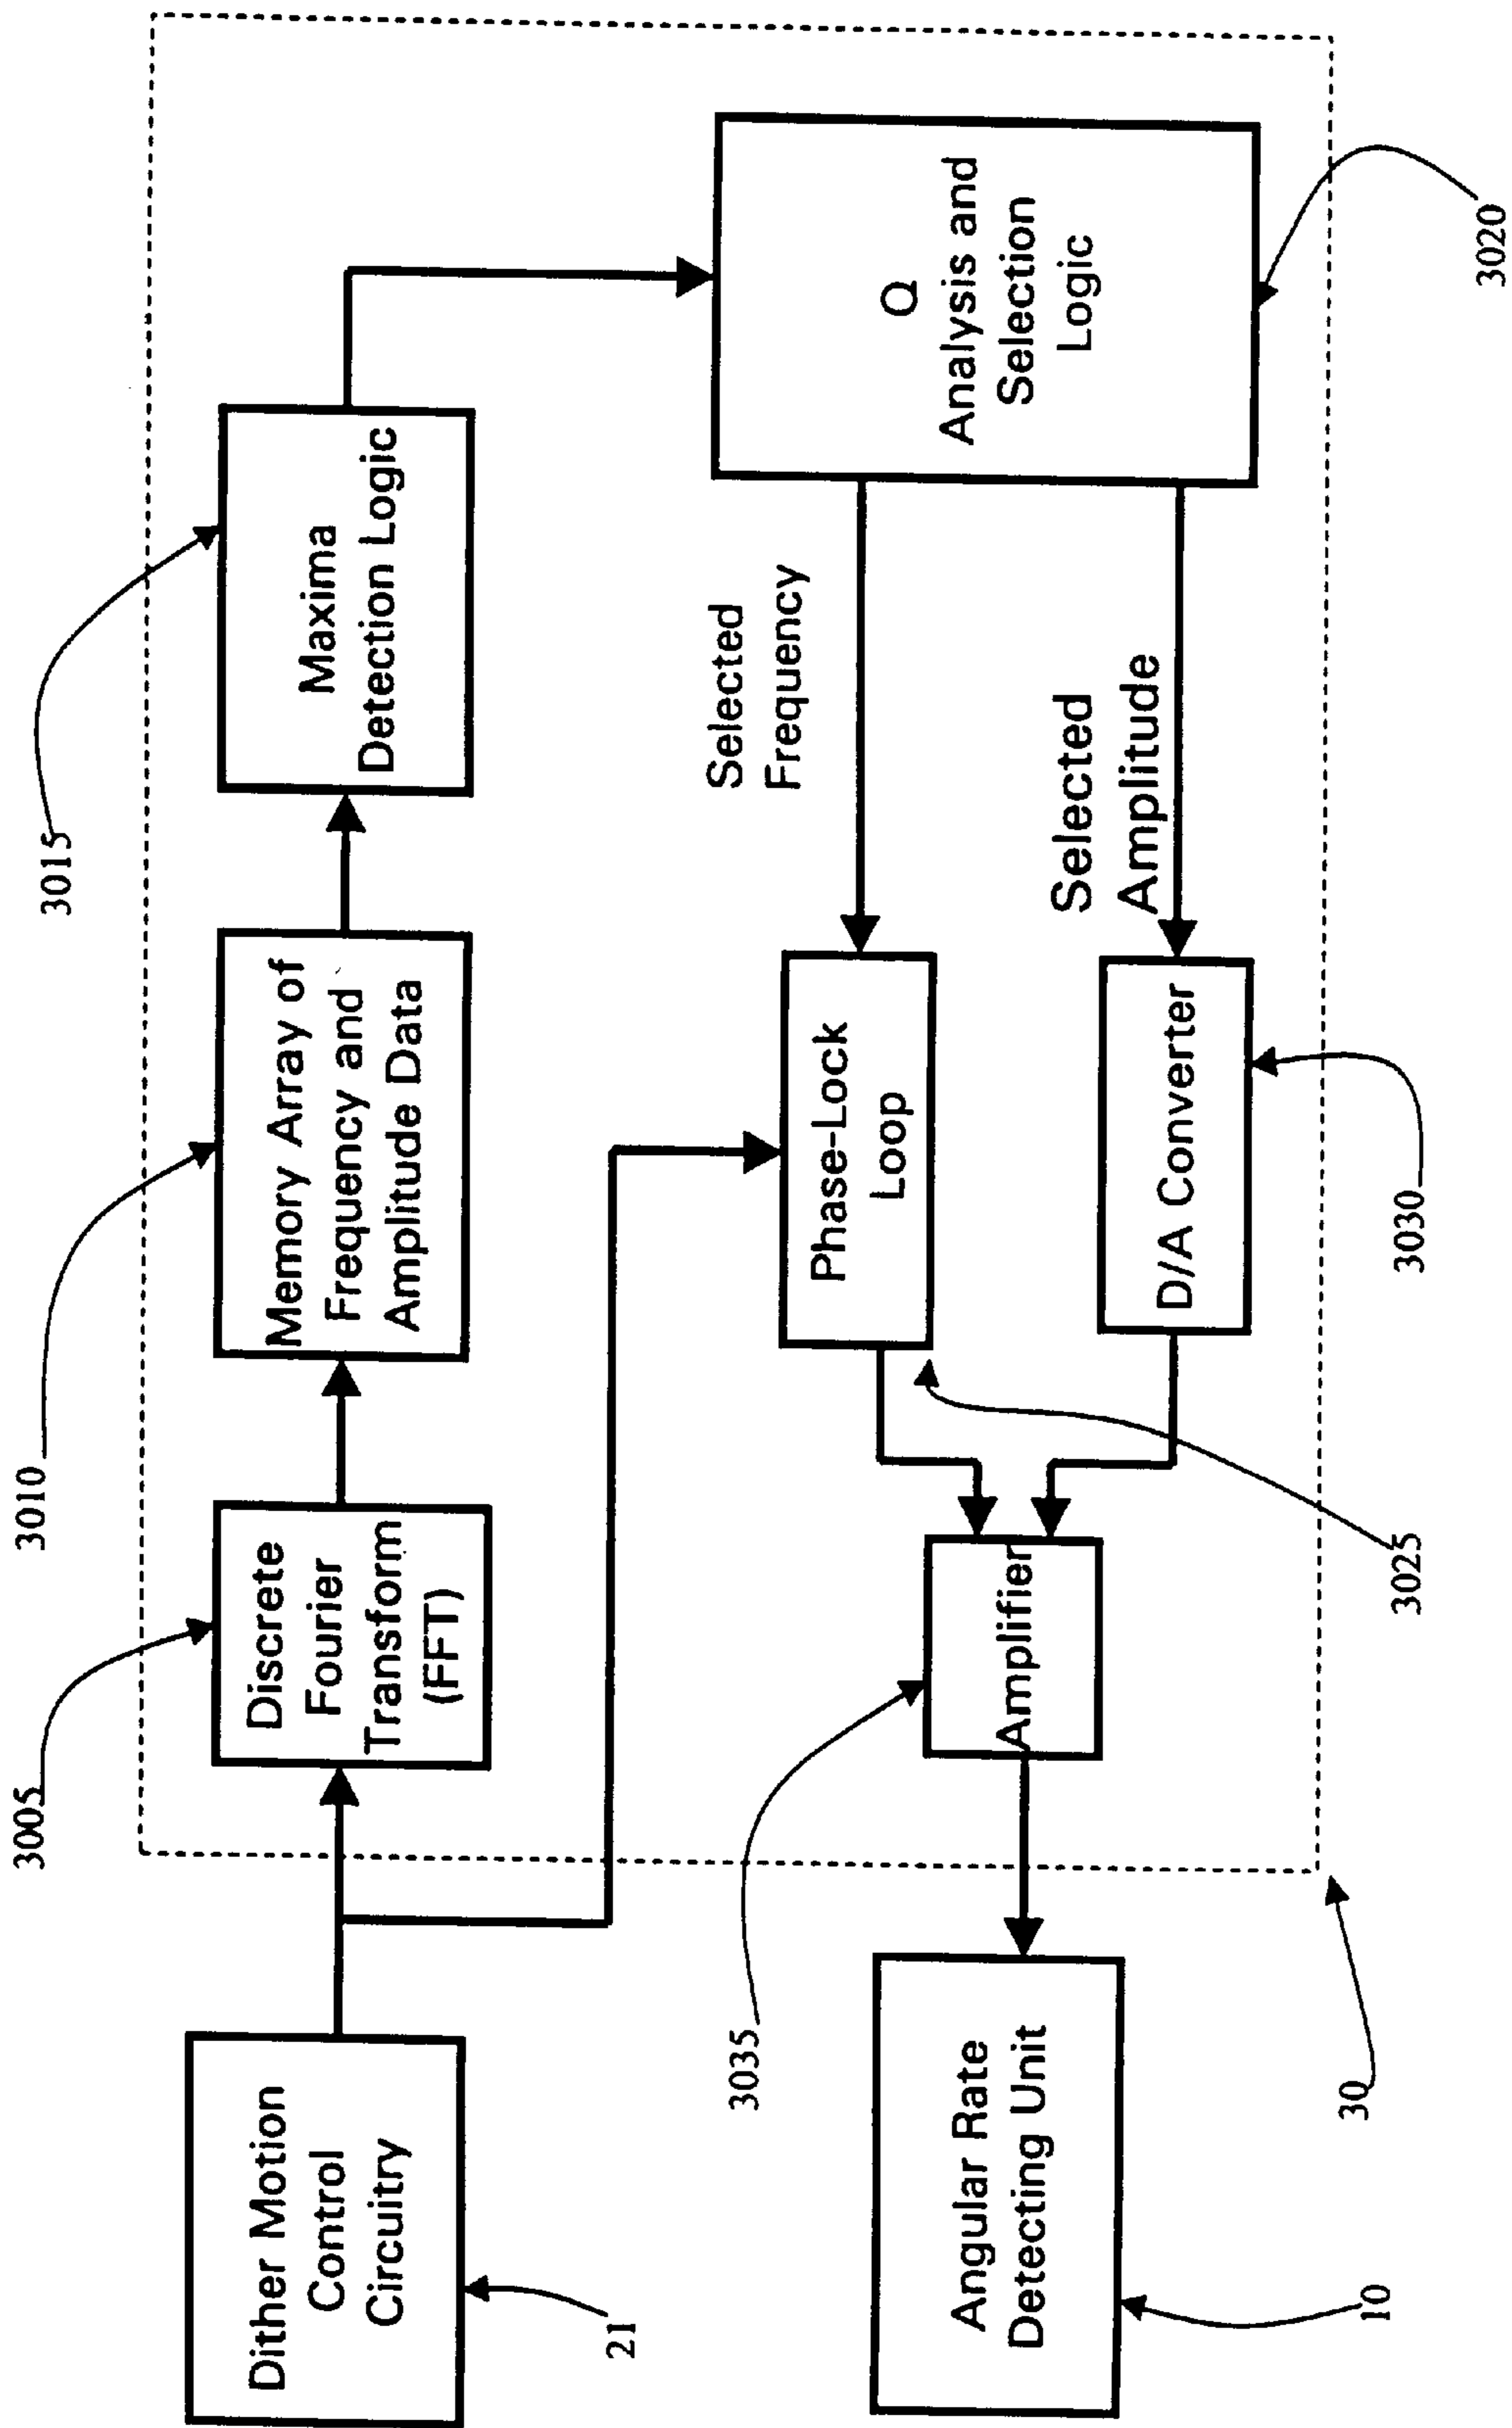 3005
3010
3015
Dither Motion
Control
Circuitry
21
Discrete
Fourier
Transform
(FFT)
Memory Array of
Frequency and
Amplitude Data
Maxima
Detection Logic
Selected
Frequency
Q
Analysis and
Selection
Logic
3020
Phase-Lock
Loop
3025
Selected
Amplitude
D/A Converter
3030
Amplifier
3035
Angular Rate
Detecting Unit
10
30